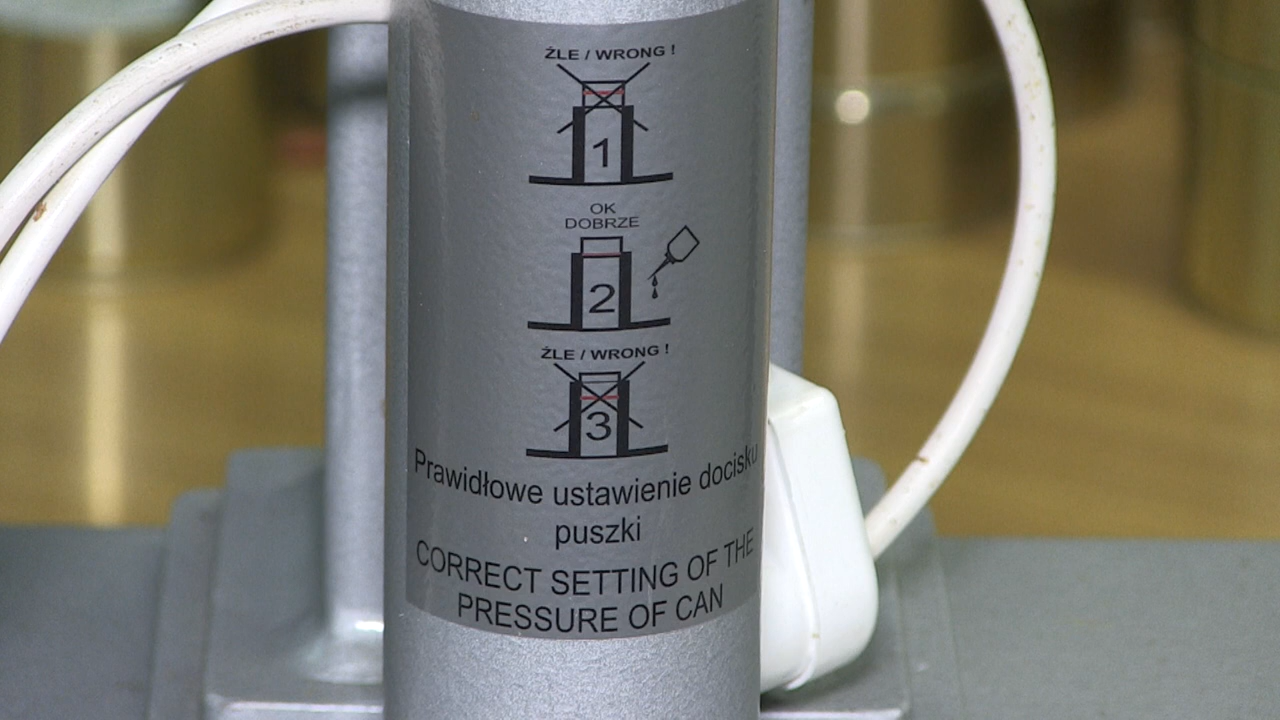 ŹLE / WRONG !
1
OK
DOBRZE
2
ŹLE / WRONG !
3
Prawidłowe ustawienie docisku
puszki
CORRECT SETTING OF THE
PRESSURE OF CAN